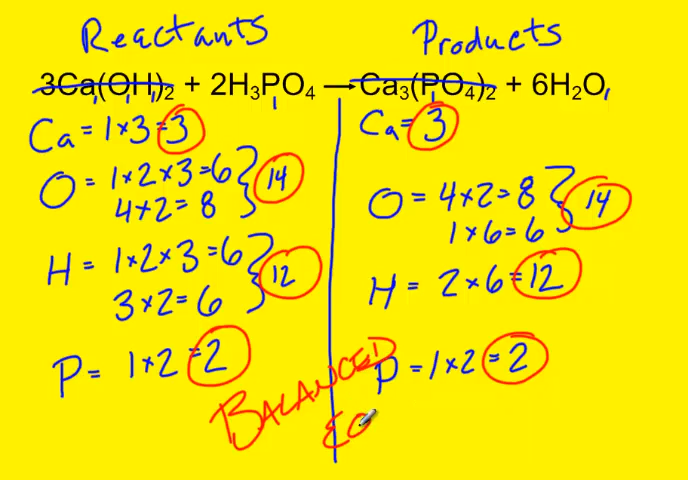 Reactants
Products
3Ca(OH)₂ + 2H₃PO₄ → Ca₃(PO₄)₂ + 6H₂O
Ca = 1×3=3
O = 1×2×3=6 } 14
4×2=8
H = 1×2×3=6 } 12
3×2=6
P = 1×2=2
Ca=3
O = 4×2=8 } 14
1×6=6
H = 2×6=12
P=1×2=2
BALANCED
EQ